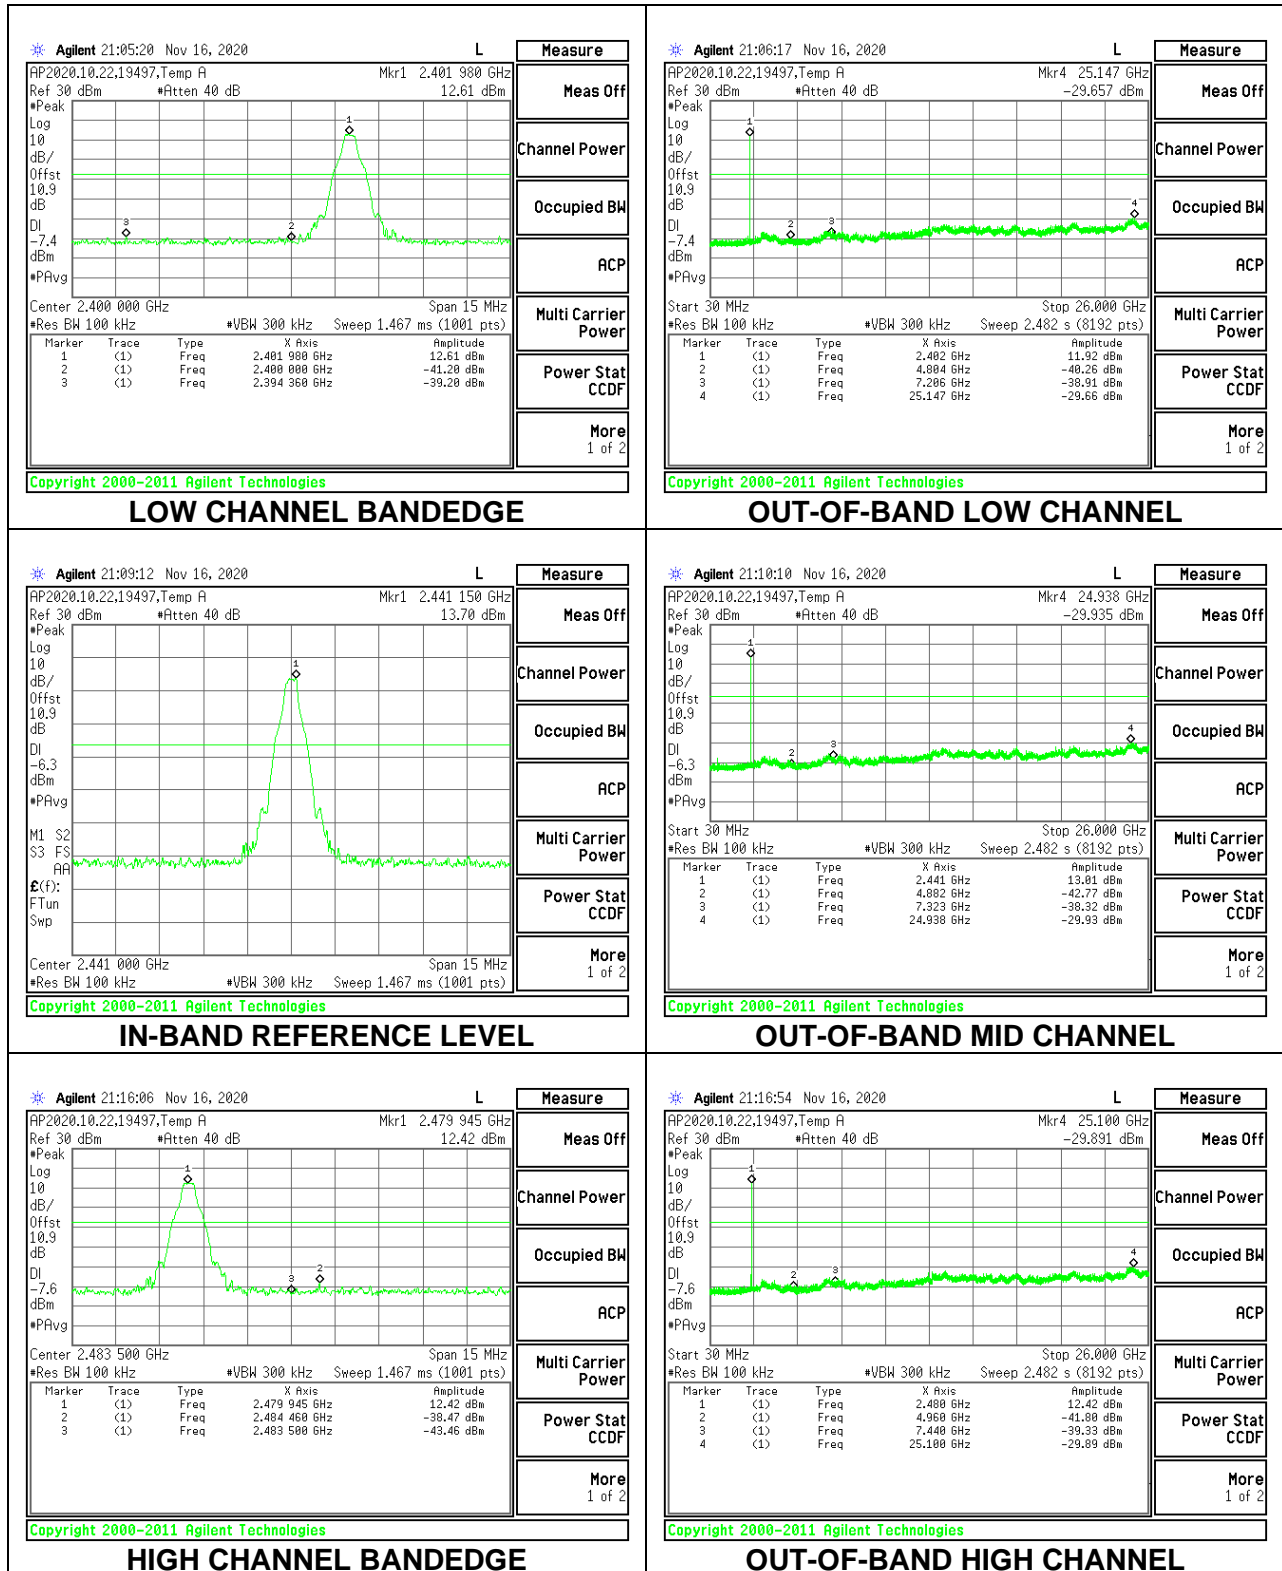 Agilent 21:05:20 Nov 16, 2020 L
AP2020.10.22,19497,Temp A Mkr1 2.401 980 GHz
Ref 30 dBm #Atten 40 dB 12.61 dBm
#Peak
Log
10
dB/
Offst
10.9
dB
DI
-7.4
dBm
#PAvg
1
2
3
Center 2.400 000 GHz Span 15 MHz
#Res BW 100 kHz #VBW 300 kHz Sweep 1.467 ms (1001 pts)
Marker Trace Type X Axis Amplitude
1 (1) Freq 2.401 980 GHz 12.61 dBm
2 (1) Freq 2.400 000 GHz -41.20 dBm
3 (1) Freq 2.394 360 GHz -39.20 dBm
Measure
Meas Off
Channel Power
Occupied BW
ACP
Multi Carrier
Power
Power Stat
CCDF
More
1 of 2
Copyright 2000-2011 Agilent Technologies
LOW CHANNEL BANDEDGE
Agilent 21:06:17 Nov 16, 2020 L
AP2020.10.22,19497,Temp A Mkr4 25.147 GHz
Ref 30 dBm #Atten 40 dB -29.657 dBm
#Peak
Log
10
dB/
Offst
10.9
dB
DI
-7.4
dBm
#PAvg
1
2
3
4
Start 30 MHz Stop 26.000 GHz
#Res BW 100 kHz #VBW 300 kHz Sweep 2.482 s (8192 pts)
Marker Trace Type X Axis Amplitude
1 (1) Freq 2.402 GHz 11.92 dBm
2 (1) Freq 4.804 GHz -40.26 dBm
3 (1) Freq 7.206 GHz -38.91 dBm
4 (1) Freq 25.147 GHz -29.66 dBm
Measure
Meas Off
Channel Power
Occupied BW
ACP
Multi Carrier
Power
Power Stat
CCDF
More
1 of 2
Copyright 2000-2011 Agilent Technologies
OUT-OF-BAND LOW CHANNEL
Agilent 21:09:12 Nov 16, 2020 L
AP2020.10.22,19497,Temp A Mkr1 2.441 150 GHz
Ref 30 dBm #Atten 40 dB 13.70 dBm
#Peak
Log
10
dB/
Offst
10.9
dB
DI
-6.3
dBm
#PAvg
M1 S2
S3 FS
AA
£(f):
FTun
Swp
1
Center 2.441 000 GHz Span 15 MHz
#Res BW 100 kHz #VBW 300 kHz Sweep 1.467 ms (1001 pts)
Measure
Meas Off
Channel Power
Occupied BW
ACP
Multi Carrier
Power
Power Stat
CCDF
More
1 of 2
Copyright 2000-2011 Agilent Technologies
IN-BAND REFERENCE LEVEL
Agilent 21:10:10 Nov 16, 2020 L
AP2020.10.22,19497,Temp A Mkr4 24.938 GHz
Ref 30 dBm #Atten 40 dB -29.935 dBm
#Peak
Log
10
dB/
Offst
10.9
dB
DI
-6.3
dBm
#PAvg
1
2
3
4
Start 30 MHz Stop 26.000 GHz
#Res BW 100 kHz #VBW 300 kHz Sweep 2.482 s (8192 pts)
Marker Trace Type X Axis Amplitude
1 (1) Freq 2.441 GHz 13.01 dBm
2 (1) Freq 4.882 GHz -42.77 dBm
3 (1) Freq 7.323 GHz -38.32 dBm
4 (1) Freq 24.938 GHz -29.93 dBm
Measure
Meas Off
Channel Power
Occupied BW
ACP
Multi Carrier
Power
Power Stat
CCDF
More
1 of 2
Copyright 2000-2011 Agilent Technologies
OUT-OF-BAND MID CHANNEL
Agilent 21:16:06 Nov 16, 2020 L
AP2020.10.22,19497,Temp A Mkr1 2.479 945 GHz
Ref 30 dBm #Atten 40 dB 12.42 dBm
#Peak
Log
10
dB/
Offst
10.9
dB
DI
-7.6
dBm
#PAvg
1
2
3
Center 2.483 500 GHz Span 15 MHz
#Res BW 100 kHz #VBW 300 kHz Sweep 1.467 ms (1001 pts)
Marker Trace Type X Axis Amplitude
1 (1) Freq 2.479 945 GHz 12.42 dBm
2 (1) Freq 2.484 460 GHz -38.47 dBm
3 (1) Freq 2.483 500 GHz -43.46 dBm
Measure
Meas Off
Channel Power
Occupied BW
ACP
Multi Carrier
Power
Power Stat
CCDF
More
1 of 2
Copyright 2000-2011 Agilent Technologies
HIGH CHANNEL BANDEDGE
Agilent 21:16:54 Nov 16, 2020 L
AP2020.10.22,19497,Temp A Mkr4 25.100 GHz
Ref 30 dBm #Atten 40 dB -29.891 dBm
#Peak
Log
10
dB/
Offst
10.9
dB
DI
-7.6
dBm
#PAvg
1
2
3
4
Start 30 MHz Stop 26.000 GHz
#Res BW 100 kHz #VBW 300 kHz Sweep 2.482 s (8192 pts)
Marker Trace Type X Axis Amplitude
1 (1) Freq 2.480 GHz 12.42 dBm
2 (1) Freq 4.960 GHz -41.80 dBm
3 (1) Freq 7.440 GHz -39.33 dBm
4 (1) Freq 25.100 GHz -29.89 dBm
Measure
Meas Off
Channel Power
Occupied BW
ACP
Multi Carrier
Power
Power Stat
CCDF
More
1 of 2
Copyright 2000-2011 Agilent Technologies
OUT-OF-BAND HIGH CHANNEL